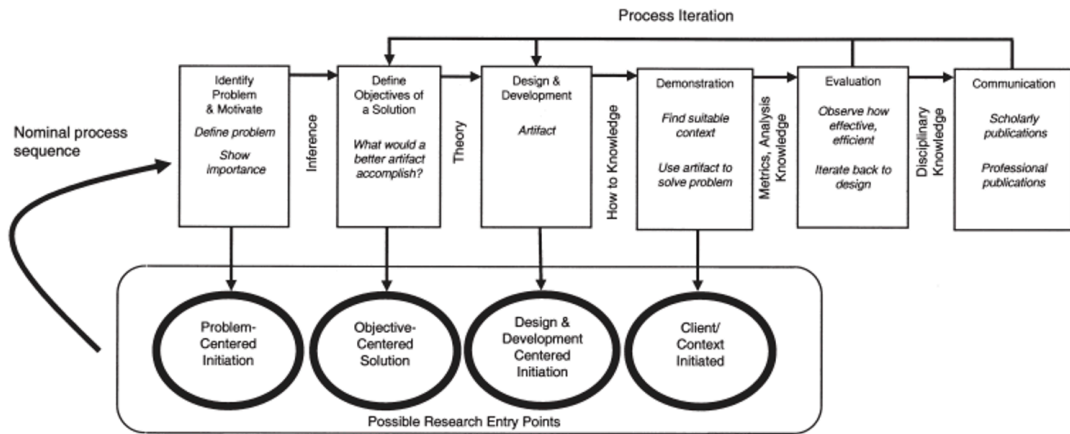 Process Iteration
Nominal process
sequence
Identify
Problem
& Motivate
Define problem
Show
importance
Inference
Define
Objectives of
a Solution
What would a
better artifact
accomplish?
Theory
Design &
Development
Artifact
How to Knowledge
Demonstration
Find suitable
context
Use artifact to
solve problem
Metrics, Analysis
Knowledge
Evaluation
Observe how
effective,
efficient
Iterate back to
design
Disciplinary
Knowledge
Communication
Scholarly
publications
Professional
publications
Problem-
Centered
Initiation
Objective-
Centered
Solution
Design &
Development
Centered
Initiation
Client/
Context
Initiated
Possible Research Entry Points